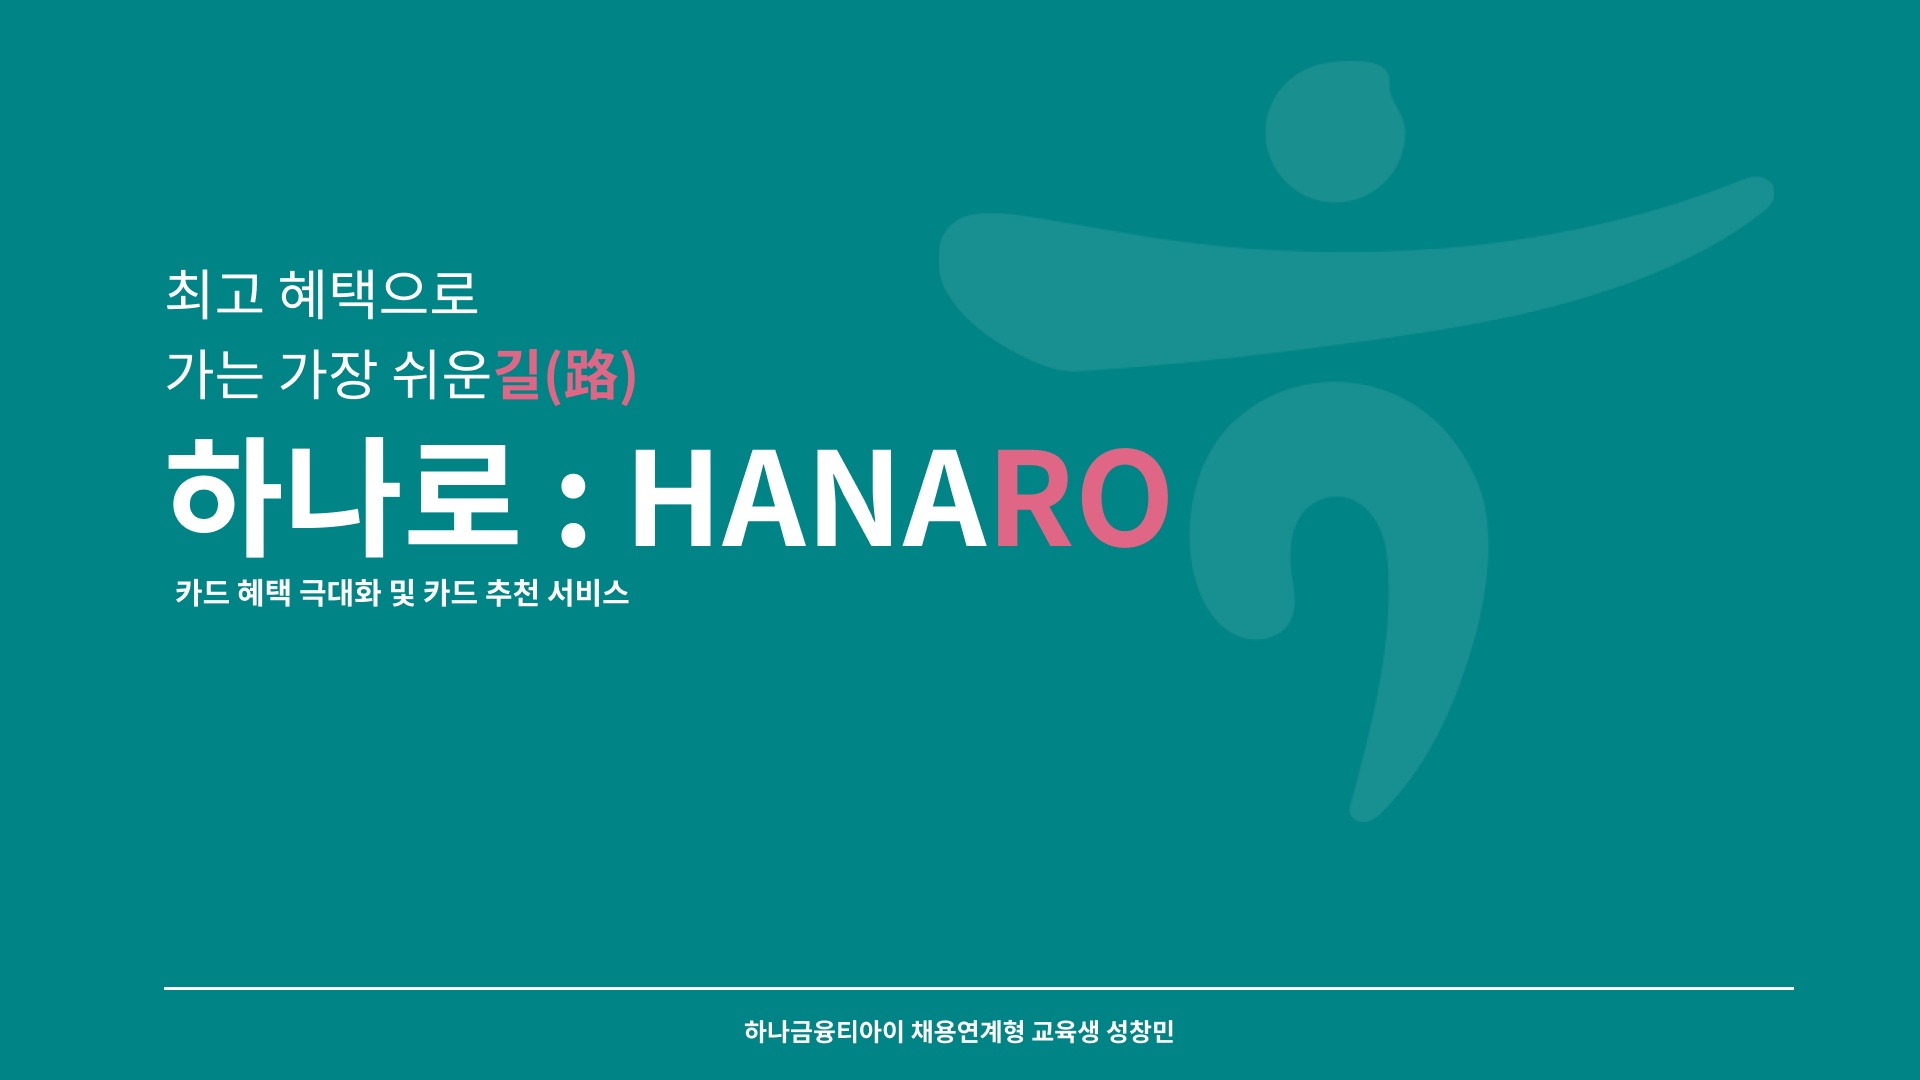 최고 혜택으로
가는 가장 쉬운길(路)
하나로 : HANARO
카드 혜택 극대화 및 카드 추천 서비스
하나금융티아이 채용연계형 교육생 성창민